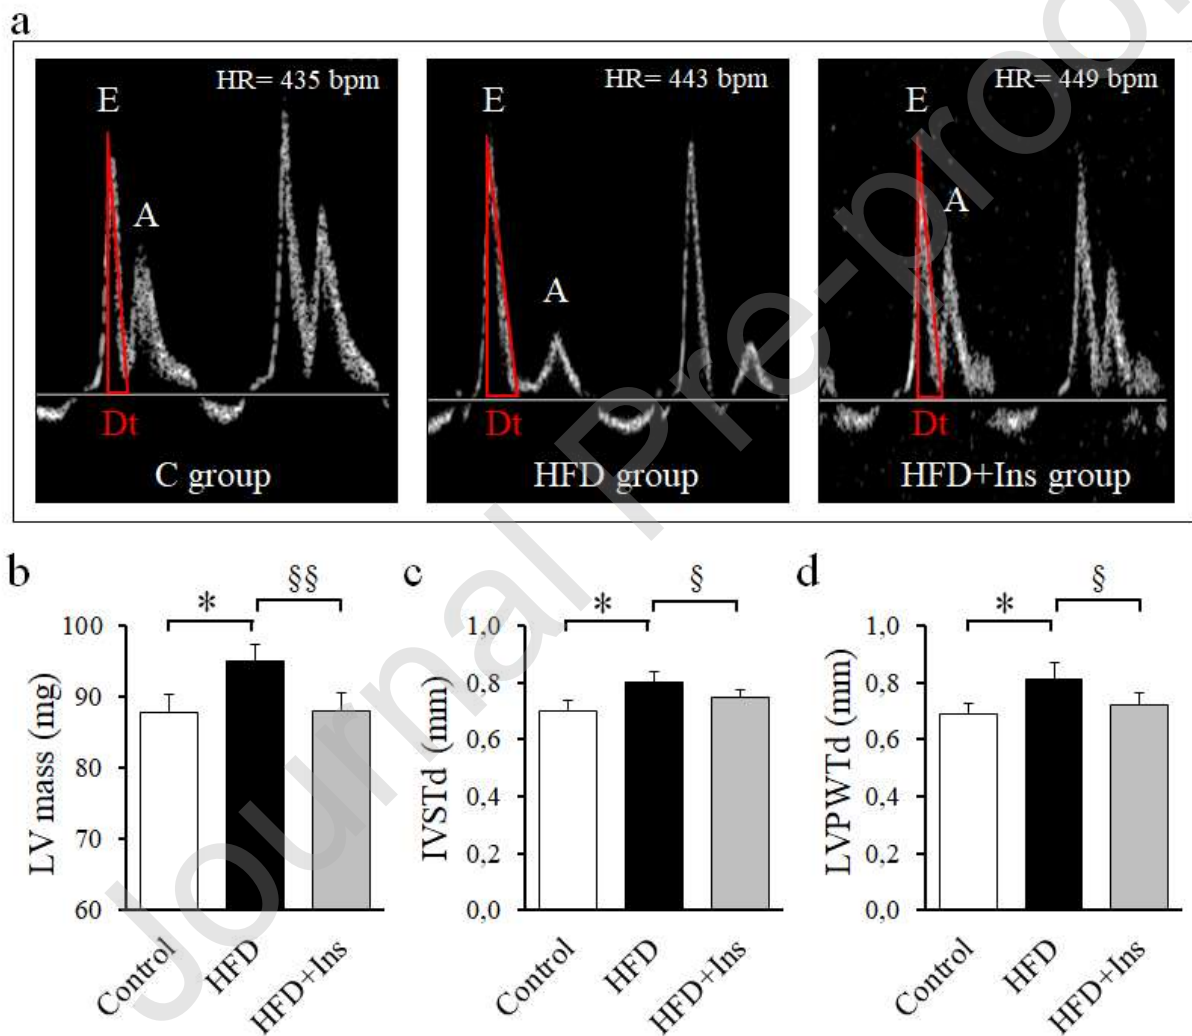 a
HR= 435 bpm
E
A
Dt
C group
HR= 443 bpm
E
A
Dt
HFD group
HR= 449 bpm
E
A
Dt
HFD+Ins group
Journal Pre-proo
b
LV mass (mg)
100
90
80
70
60
*
§§
Control
HFD
HFD+Ins
c
IVSTd (mm)
1,0
0,8
0,6
0,4
0,2
0,0
*
§
Control
HFD
HFD+Ins
d
LVPWTd (mm)
1,0
0,8
0,6
0,4
0,2
0,0
*
§
Control
HFD
HFD+Ins